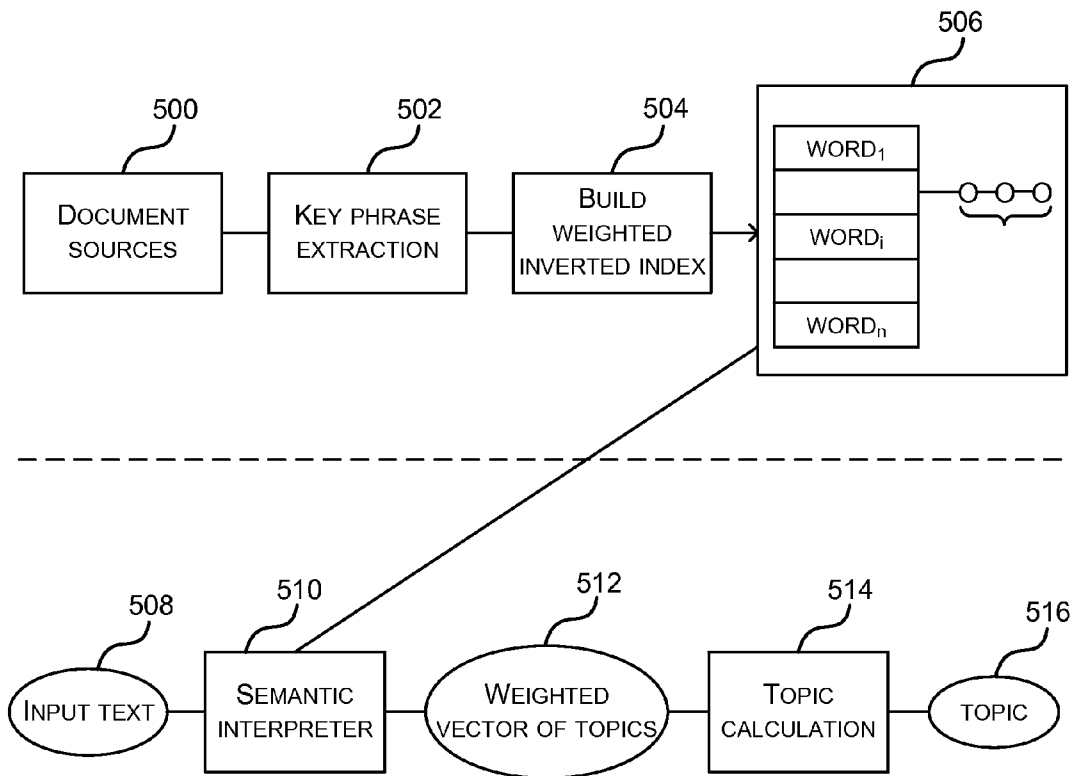 506
500
502
504
WORD1
DOCUMENT
SOURCES
KEY PHRASE
EXTRACTION
BUILD
WEIGHTED
INVERTED INDEX
WORDi
WORDn
508
510
512
514
516
INPUT TEXT
SEMANTIC
INTERPRETER
WEIGHTED
VECTOR OF TOPICS
TOPIC
CALCULATION
TOPIC